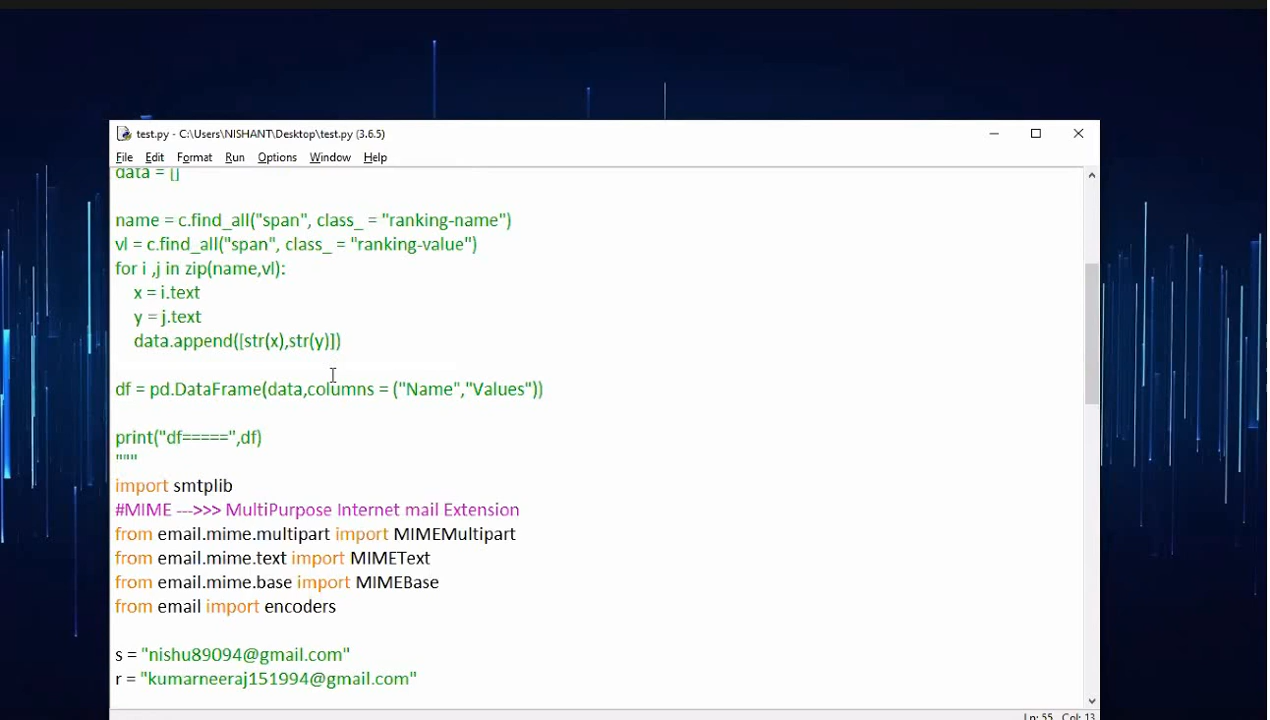 test.py - C:\Users\NISHANT\Desktop\test.py (3.6.5)
File Edit Format Run Options Window Help
data = []
name = c.find_all("span", class_ = "ranking-name")
vl = c.find_all("span", class_ = "ranking-value")
for i ,j in zip(name,vl):
    x = i.text
    y = j.text
    data.append([str(x),str(y)])
df = pd.DataFrame(data,columns = ("Name","Values"))
print("df=====",df)
"""
import smtplib
#MIME --->>> MultiPurpose Internet mail Extension
from email.mime.multipart import MIMEMultipart
from email.mime.text import MIMEText
from email.mime.base import MIMEBase
from email import encoders
s = "nishu89094@gmail.com"
r = "kumarneeraj151994@gmail.com"
Ln: 55 Col: 13